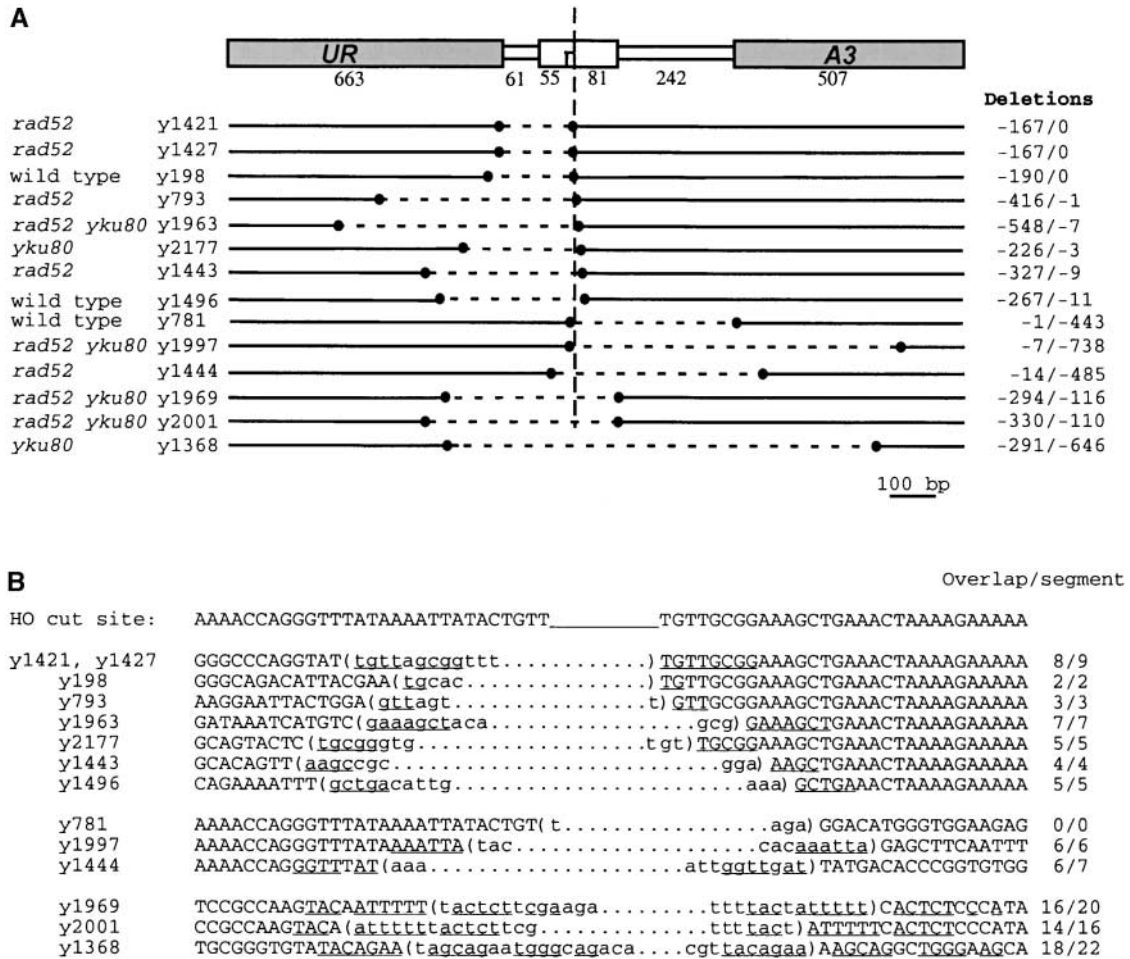 A
UR A3
663 61 55 81 242 507
Deletions
rad52 y1421 -167/0
rad52 y1427 -167/0
wild type y198 -190/0
rad52 y793 -416/-1
rad52 yku80 y1963 -548/-7
yku80 y2177 -226/-3
rad52 y1443 -327/-9
wild type y1496 -267/-11
wild type y781 -1/-443
rad52 yku80 y1997 -7/-738
rad52 y1444 -14/-485
rad52 yku80 y1969 -294/-116
rad52 yku80 y2001 -330/-110
yku80 y1368 -291/-646
100 bp
B
Overlap/segment
HO cut site: AAAACCAGGGTTTATAAAATTATACTGTT__________TGTTGCGGAAAGCTGAAACTAAAAGAAAAA
y1421, y1427 GGGCCCAGGTAT(tgttagcggttt.............)TGTTGCGGAAAGCTGAAACTAAAAGAAAAA 8/9
y198 GGGCAGACATTACGAA(tgcac.................)TGTTGCGGAAAGCTGAAACTAAAAGAAAAA 2/2
y793 AAGGAATTACTGGA(gttagt.................t)GTTGCGGAAAGCTGAAACTAAAAGAAAAA 3/3
y1963 GATAAATCATGTC(gaaagctaca.................gcg)GAAAGCTGAAACTAAAAGAAAAA 7/7
y2177 GCAGTACTC(tgcgggtg..................tgt)TGCGGAAAGCTGAAACTAAAAGAAAAA 5/5
y1443 GCACAGTT(aagccgc........................gga)AAGCTGAAACTAAAAGAAAAA 4/4
y1496 CAGAAAATTT(gctgacattg.......................aaa)GCTGAAACTAAAAGAAAAA 5/5
y781 AAAACCAGGGTTTATAAAATTATACTGT(t.................aga)GGACATGGGTGGAAGAG 0/0
y1997 AAAACCAGGGTTTATAAAATTA(tac...............cacaaatta)GAGCTTCAATTT 6/6
y1444 AAAACCAGGGTTTAT(aaa.....................attggttgat)TATGACACCCGGTGTGG 6/7
y1969 TCCGCCAAGTACAATTTTT(tactcttcgaaga.........ttttactatttttt)CACTCTCCCATA 16/20
y2001 CCGCCAAGTACA(attttttactcttcg.............tttttact)ATTTTTCACTCTCCCATA 14/16
y1368 TGCGGGTGTATACAGAA(tagcagaatgggcagaca....cgttacagaa)AAGCAGGCTGGGAAGCA 18/22